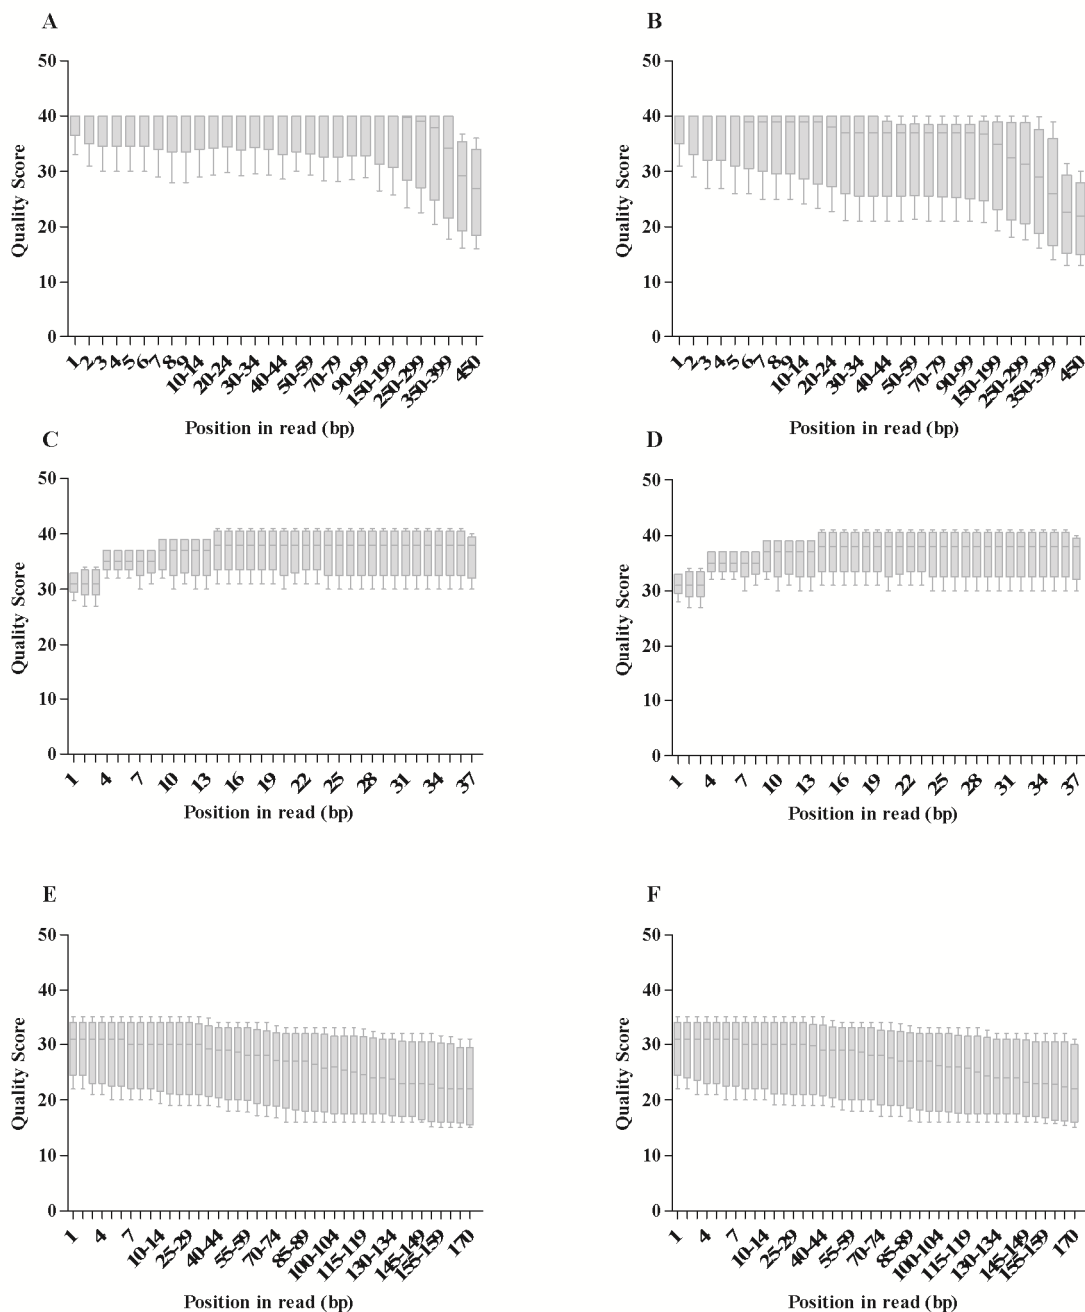 A
50
40
30
20
10
0
Quality Score
1 2 3 4 5 6 7 8 9 10-14 20-24 30-34 40-44 50-59 70-79 90-99 150-199 250-299 350-399 450
Position in read (bp)
B
50
40
30
20
10
0
Quality Score
1 2 3 4 5 6 7 8 9 10-14 20-24 30-34 40-44 50-59 70-79 90-99 150-199 250-299 350-399 450
Position in read (bp)
C
50
40
30
20
10
0
Quality Score
1 4 7 10 13 16 19 22 25 28 31 34 37
Position in read (bp)
D
50
40
30
20
10
0
Quality Score
1 4 7 10 13 16 19 22 25 28 31 34 37
Position in read (bp)
E
50
40
30
20
10
0
Quality Score
1 4 7 10-14 25-29 40-44 55-59 70-74 85-89 100-104 115-119 130-134 145-149 155-159 170
Position in read (bp)
F
50
40
30
20
10
0
Quality Score
1 4 7 10-14 25-29 40-44 55-59 70-74 85-89 100-104 115-119 130-134 145-149 155-159 170
Position in read (bp)